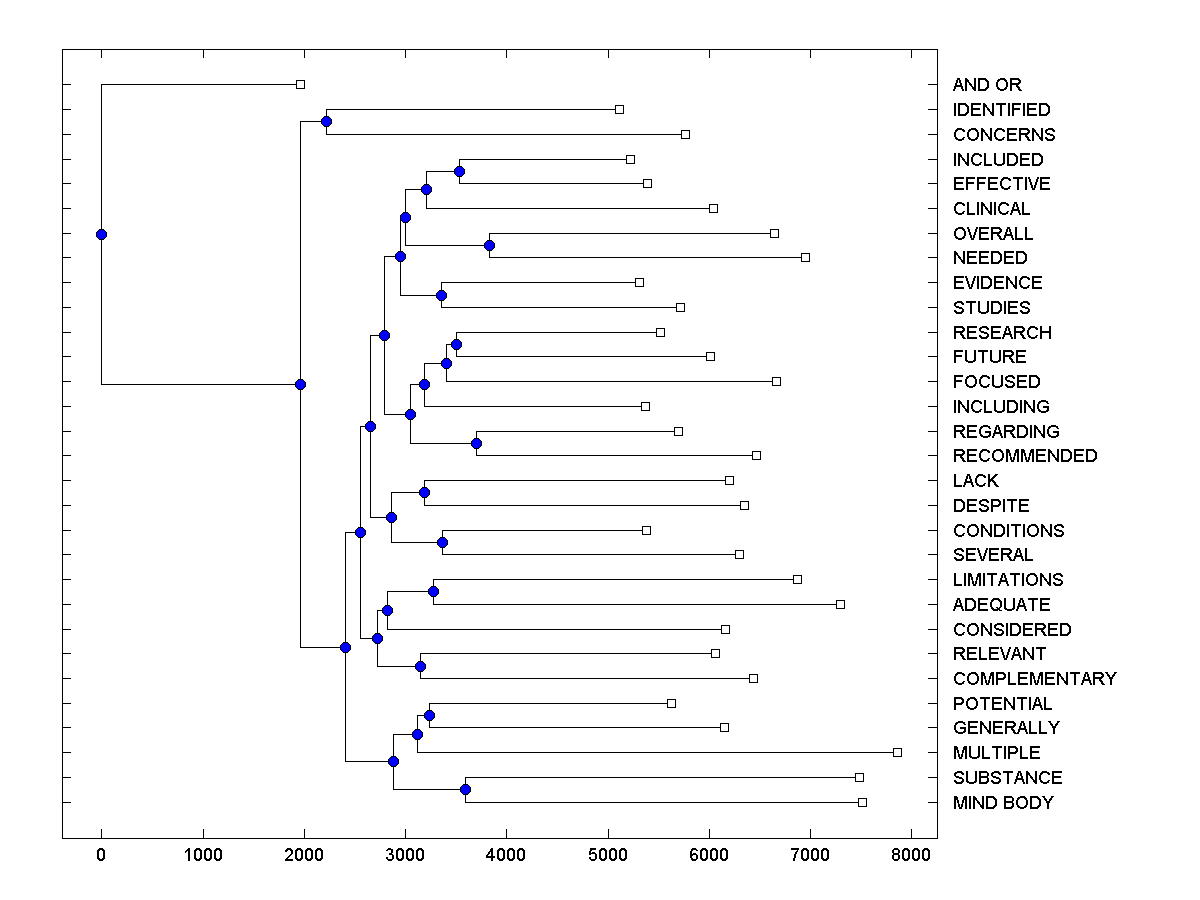 AND OR
IDENTIFIED
CONCERNS
INCLUDED
EFFECTIVE
CLINICAL
OVERALL
NEEDED
EVIDENCE
STUDIES
RESEARCH
FUTURE
FOCUSED
INCLUDING
REGARDING
RECOMMENDED
LACK
DESPITE
CONDITIONS
SEVERAL
LIMITATIONS
ADEQUATE
CONSIDERED
RELEVANT
COMPLEMENTARY
POTENTIAL
GENERALLY
MULTIPLE
SUBSTANCE
MIND BODY
0 1000 2000 3000 4000 5000 6000 7000 8000